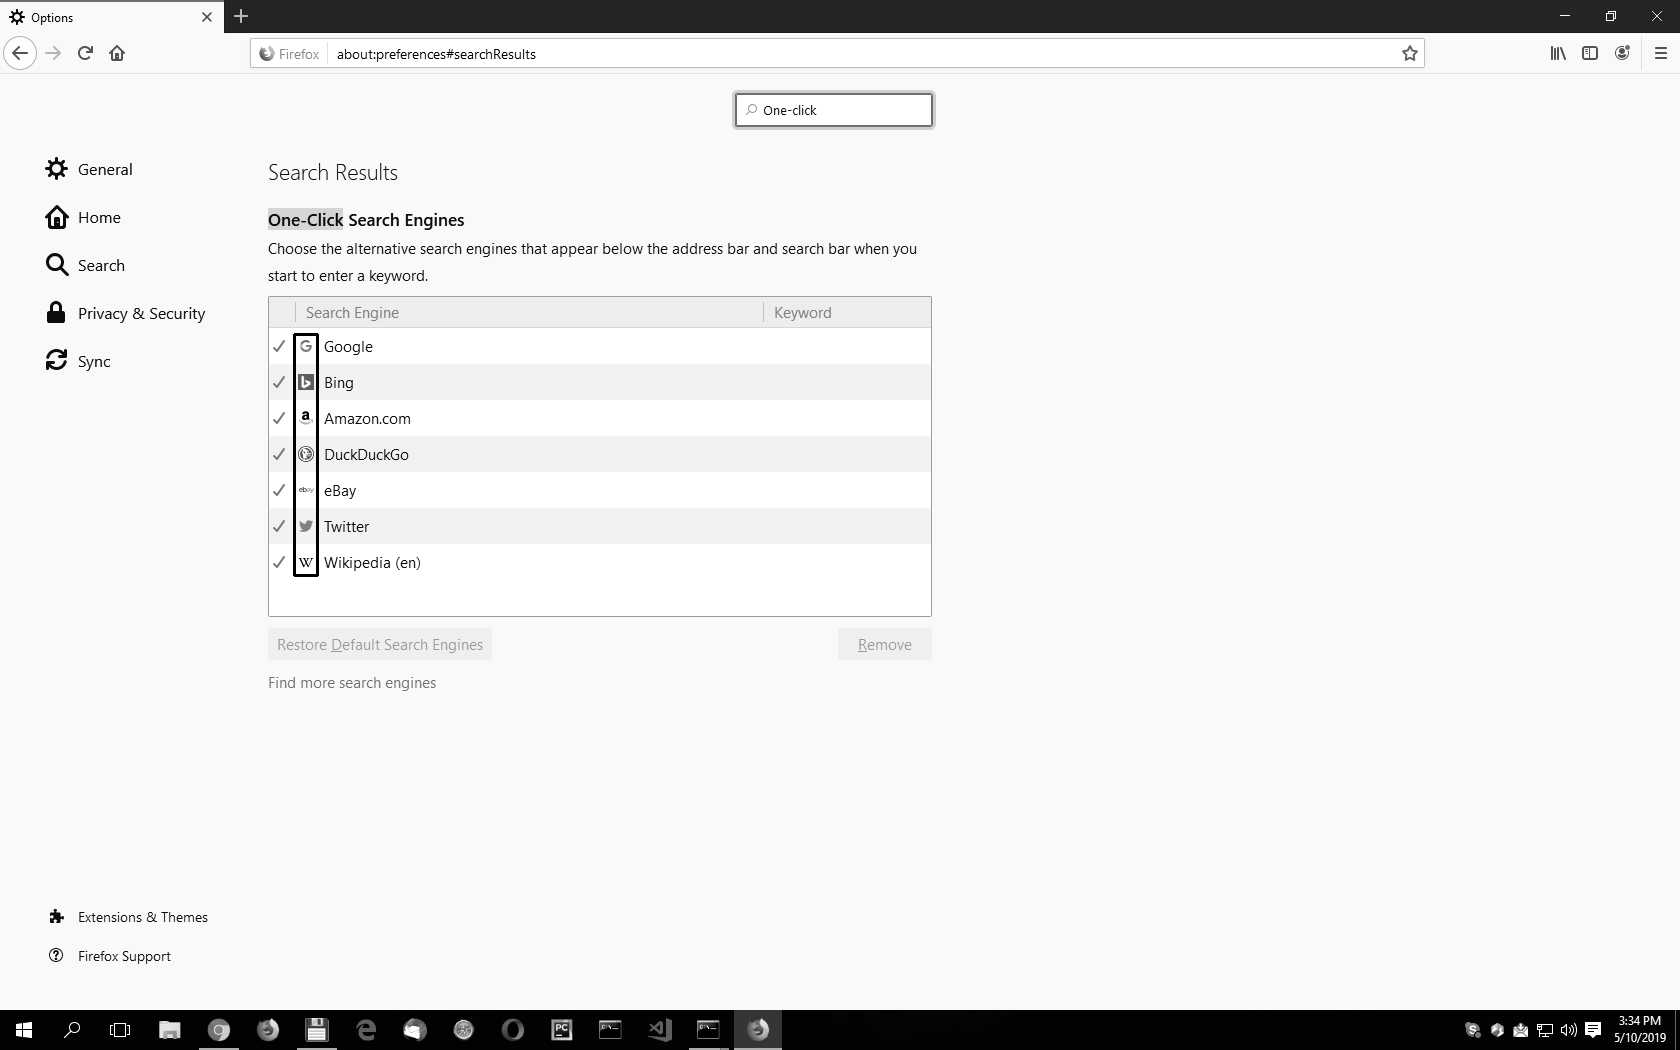 Options
Firefox
about:preferences#searchResults
One-click
General
Home
Search
Privacy & Security
Sync
Search Results
One-Click Search Engines
Choose the alternative search engines that appear below the address bar and search bar when you
start to enter a keyword.
Search Engine Keyword
G Google
b Bing
a Amazon.com
DuckDuckGo
ebay eBay
Twitter
W Wikipedia (en)
Restore Default Search Engines
Remove
Find more search engines
Extensions & Themes
Firefox Support
PC
3:34 PM
5/10/2019